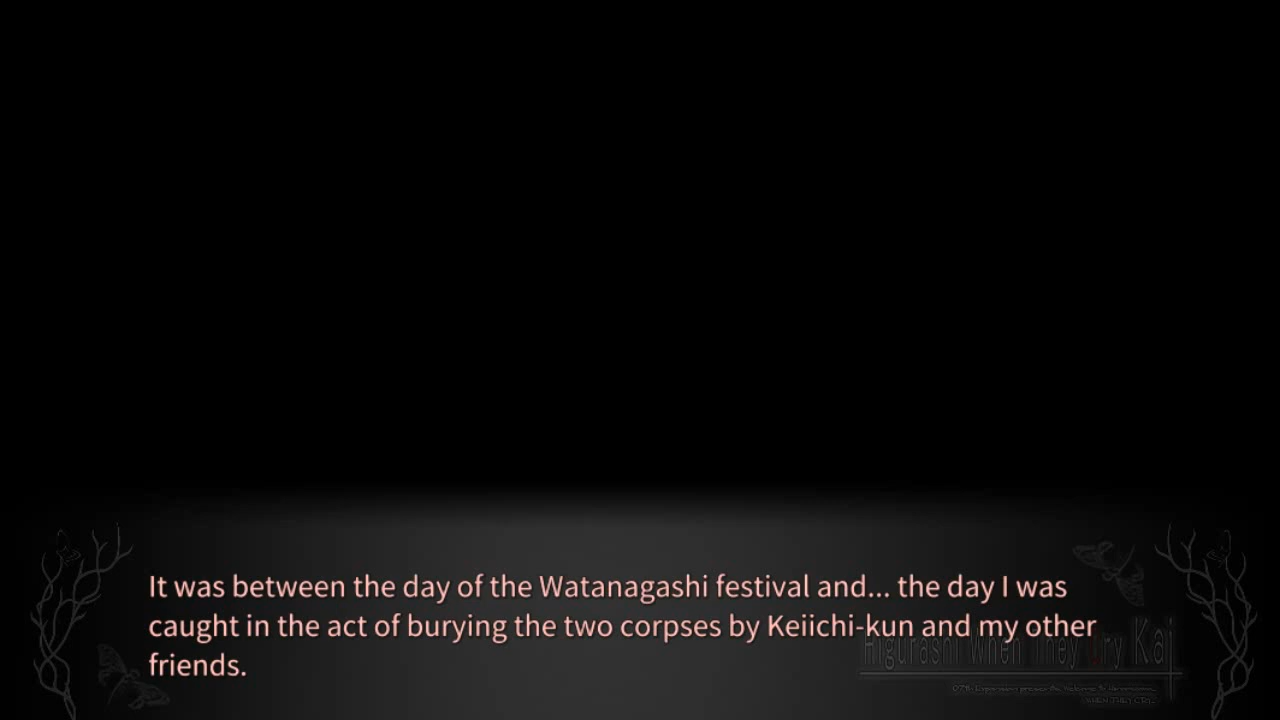 It was between the day of the Watanagashi festival and... the day I was
caught in the act of burying the two corpses by Keiichi-kun and my other
friends.
Higurashi When They Cry Kai